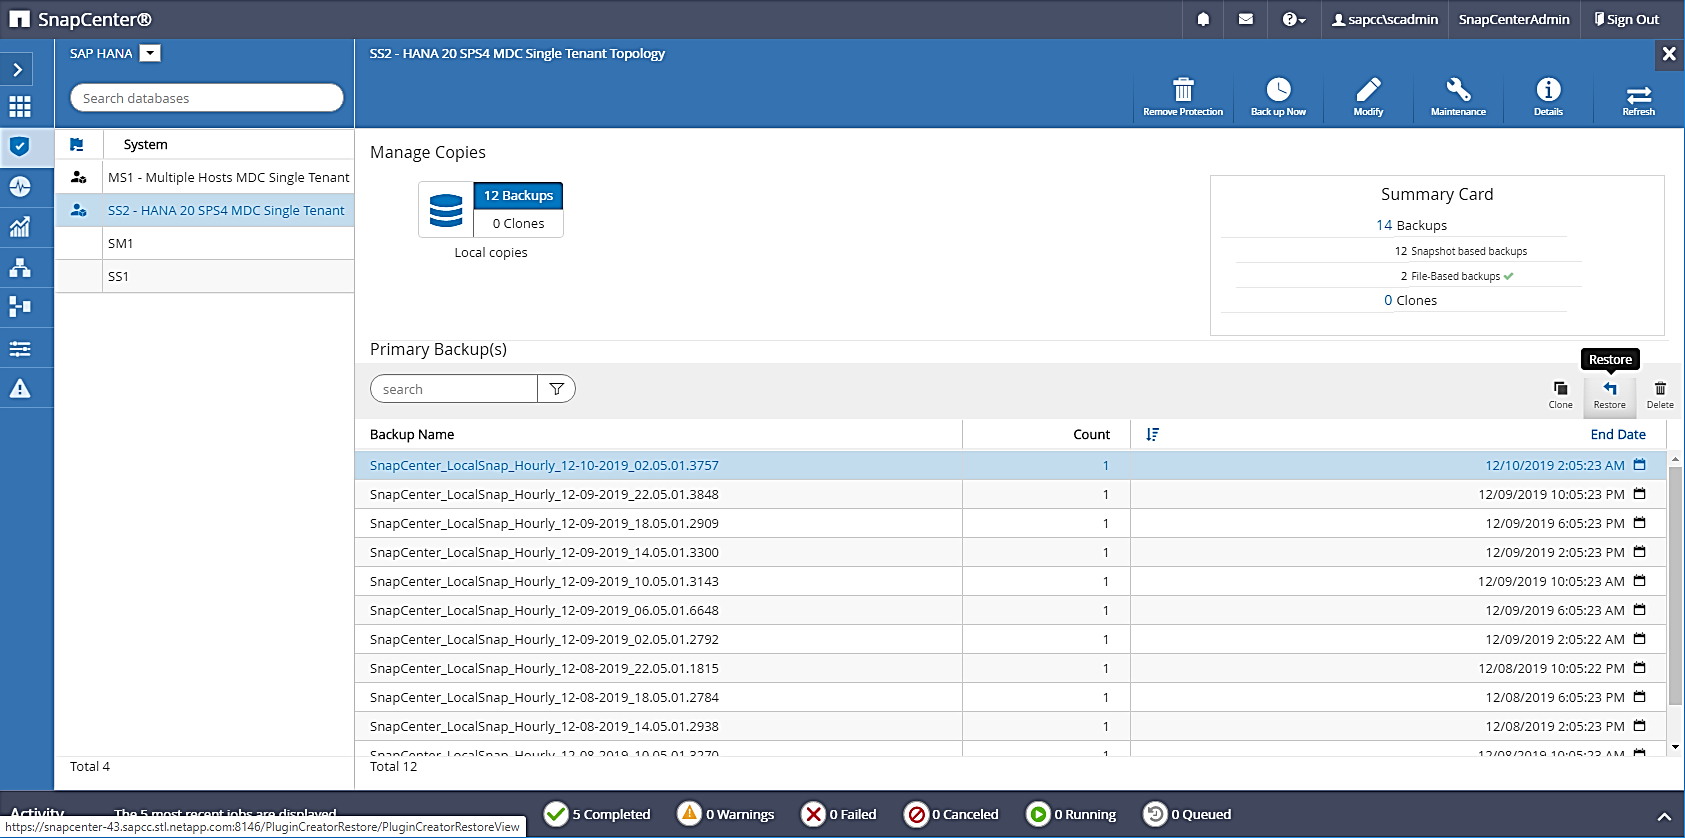 SnapCenter®
sapcc\scadmin
SnapCenterAdmin
Sign Out
SAP HANA
Search databases
System
MS1 - Multiple Hosts MDC Single Tenant
SS2 - HANA 20 SPS4 MDC Single Tenant
SM1
SS1
Total 4
SS2 - HANA 20 SPS4 MDC Single Tenant Topology
Remove Protection
Back up Now
Modify
Maintenance
Details
Refresh
Manage Copies
12 Backups
0 Clones
Local copies
Summary Card
14 Backups
12 Snapshot based backups
2 File-Based backups
0 Clones
Primary Backup(s)
search
Restore
Clone
Restore
Delete
Backup Name Count End Date
SnapCenter_LocalSnap_Hourly_12-10-2019_02.05.01.3757 1 12/10/2019 2:05:23 AM
SnapCenter_LocalSnap_Hourly_12-09-2019_22.05.01.3848 1 12/09/2019 10:05:23 PM
SnapCenter_LocalSnap_Hourly_12-09-2019_18.05.01.2909 1 12/09/2019 6:05:23 PM
SnapCenter_LocalSnap_Hourly_12-09-2019_14.05.01.3300 1 12/09/2019 2:05:23 PM
SnapCenter_LocalSnap_Hourly_12-09-2019_10.05.01.3143 1 12/09/2019 10:05:23 AM
SnapCenter_LocalSnap_Hourly_12-09-2019_06.05.01.6648 1 12/09/2019 6:05:23 AM
SnapCenter_LocalSnap_Hourly_12-09-2019_02.05.01.2792 1 12/09/2019 2:05:22 AM
SnapCenter_LocalSnap_Hourly_12-08-2019_22.05.01.1815 1 12/08/2019 10:05:22 PM
SnapCenter_LocalSnap_Hourly_12-08-2019_18.05.01.2784 1 12/08/2019 6:05:23 PM
SnapCenter_LocalSnap_Hourly_12-08-2019_14.05.01.2938 1 12/08/2019 2:05:23 PM
SnapCenter_LocalSnap_Hourly_12-08-2019_10.05.01.3270 1 12/08/2019 10:05:23 AM
Total 12
Activity The 5 most recent jobs are displayed 5 Completed 0 Warnings 0 Failed 0 Canceled 0 Running 0 Queued
https://snapcenter-43.sapcc.stl.netapp.com:8146/PluginCreatorRestore/PluginCreatorRestoreView